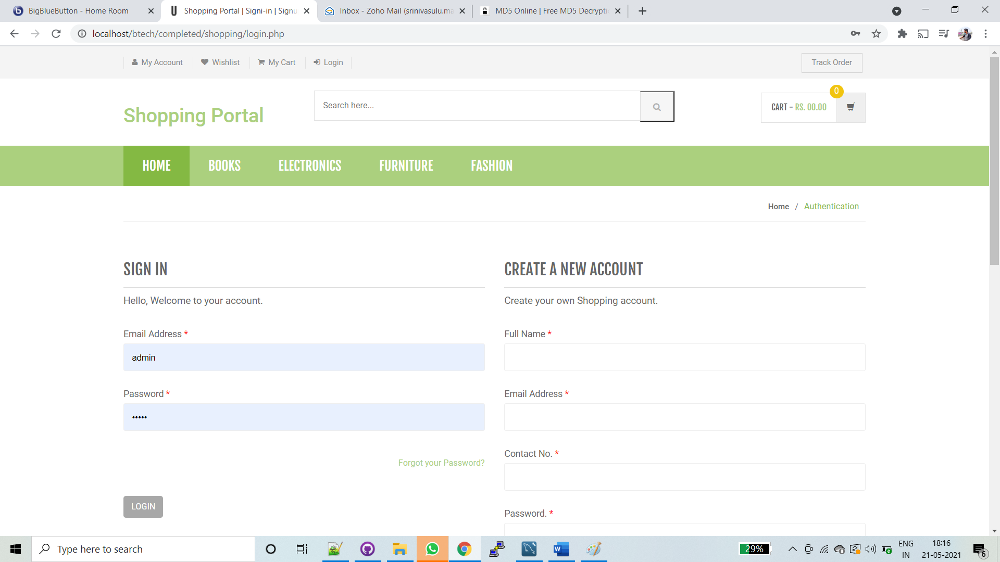 BigBlueButton - Home Room
Shopping Portal | Signi-in | Signu
Inbox - Zoho Mail (srinivasulu.ma
MD5 Online | Free MD5 Decryptio
localhost/btech/completed/shopping/login.php
My Account
Wishlist
My Cart
Login
Track Order
Shopping Portal
Search here...
CART - RS. 00.00
0
HOME
BOOKS
ELECTRONICS
FURNITURE
FASHION
Home / Authentication
SIGN IN
Hello, Welcome to your account.
Email Address *
admin
Password *
•••••
Forgot your Password?
LOGIN
CREATE A NEW ACCOUNT
Create your own Shopping account.
Full Name *
Email Address *
Contact No. *
Password. *
Type here to search
29%
ENG
IN
18:16
21-05-2021
6